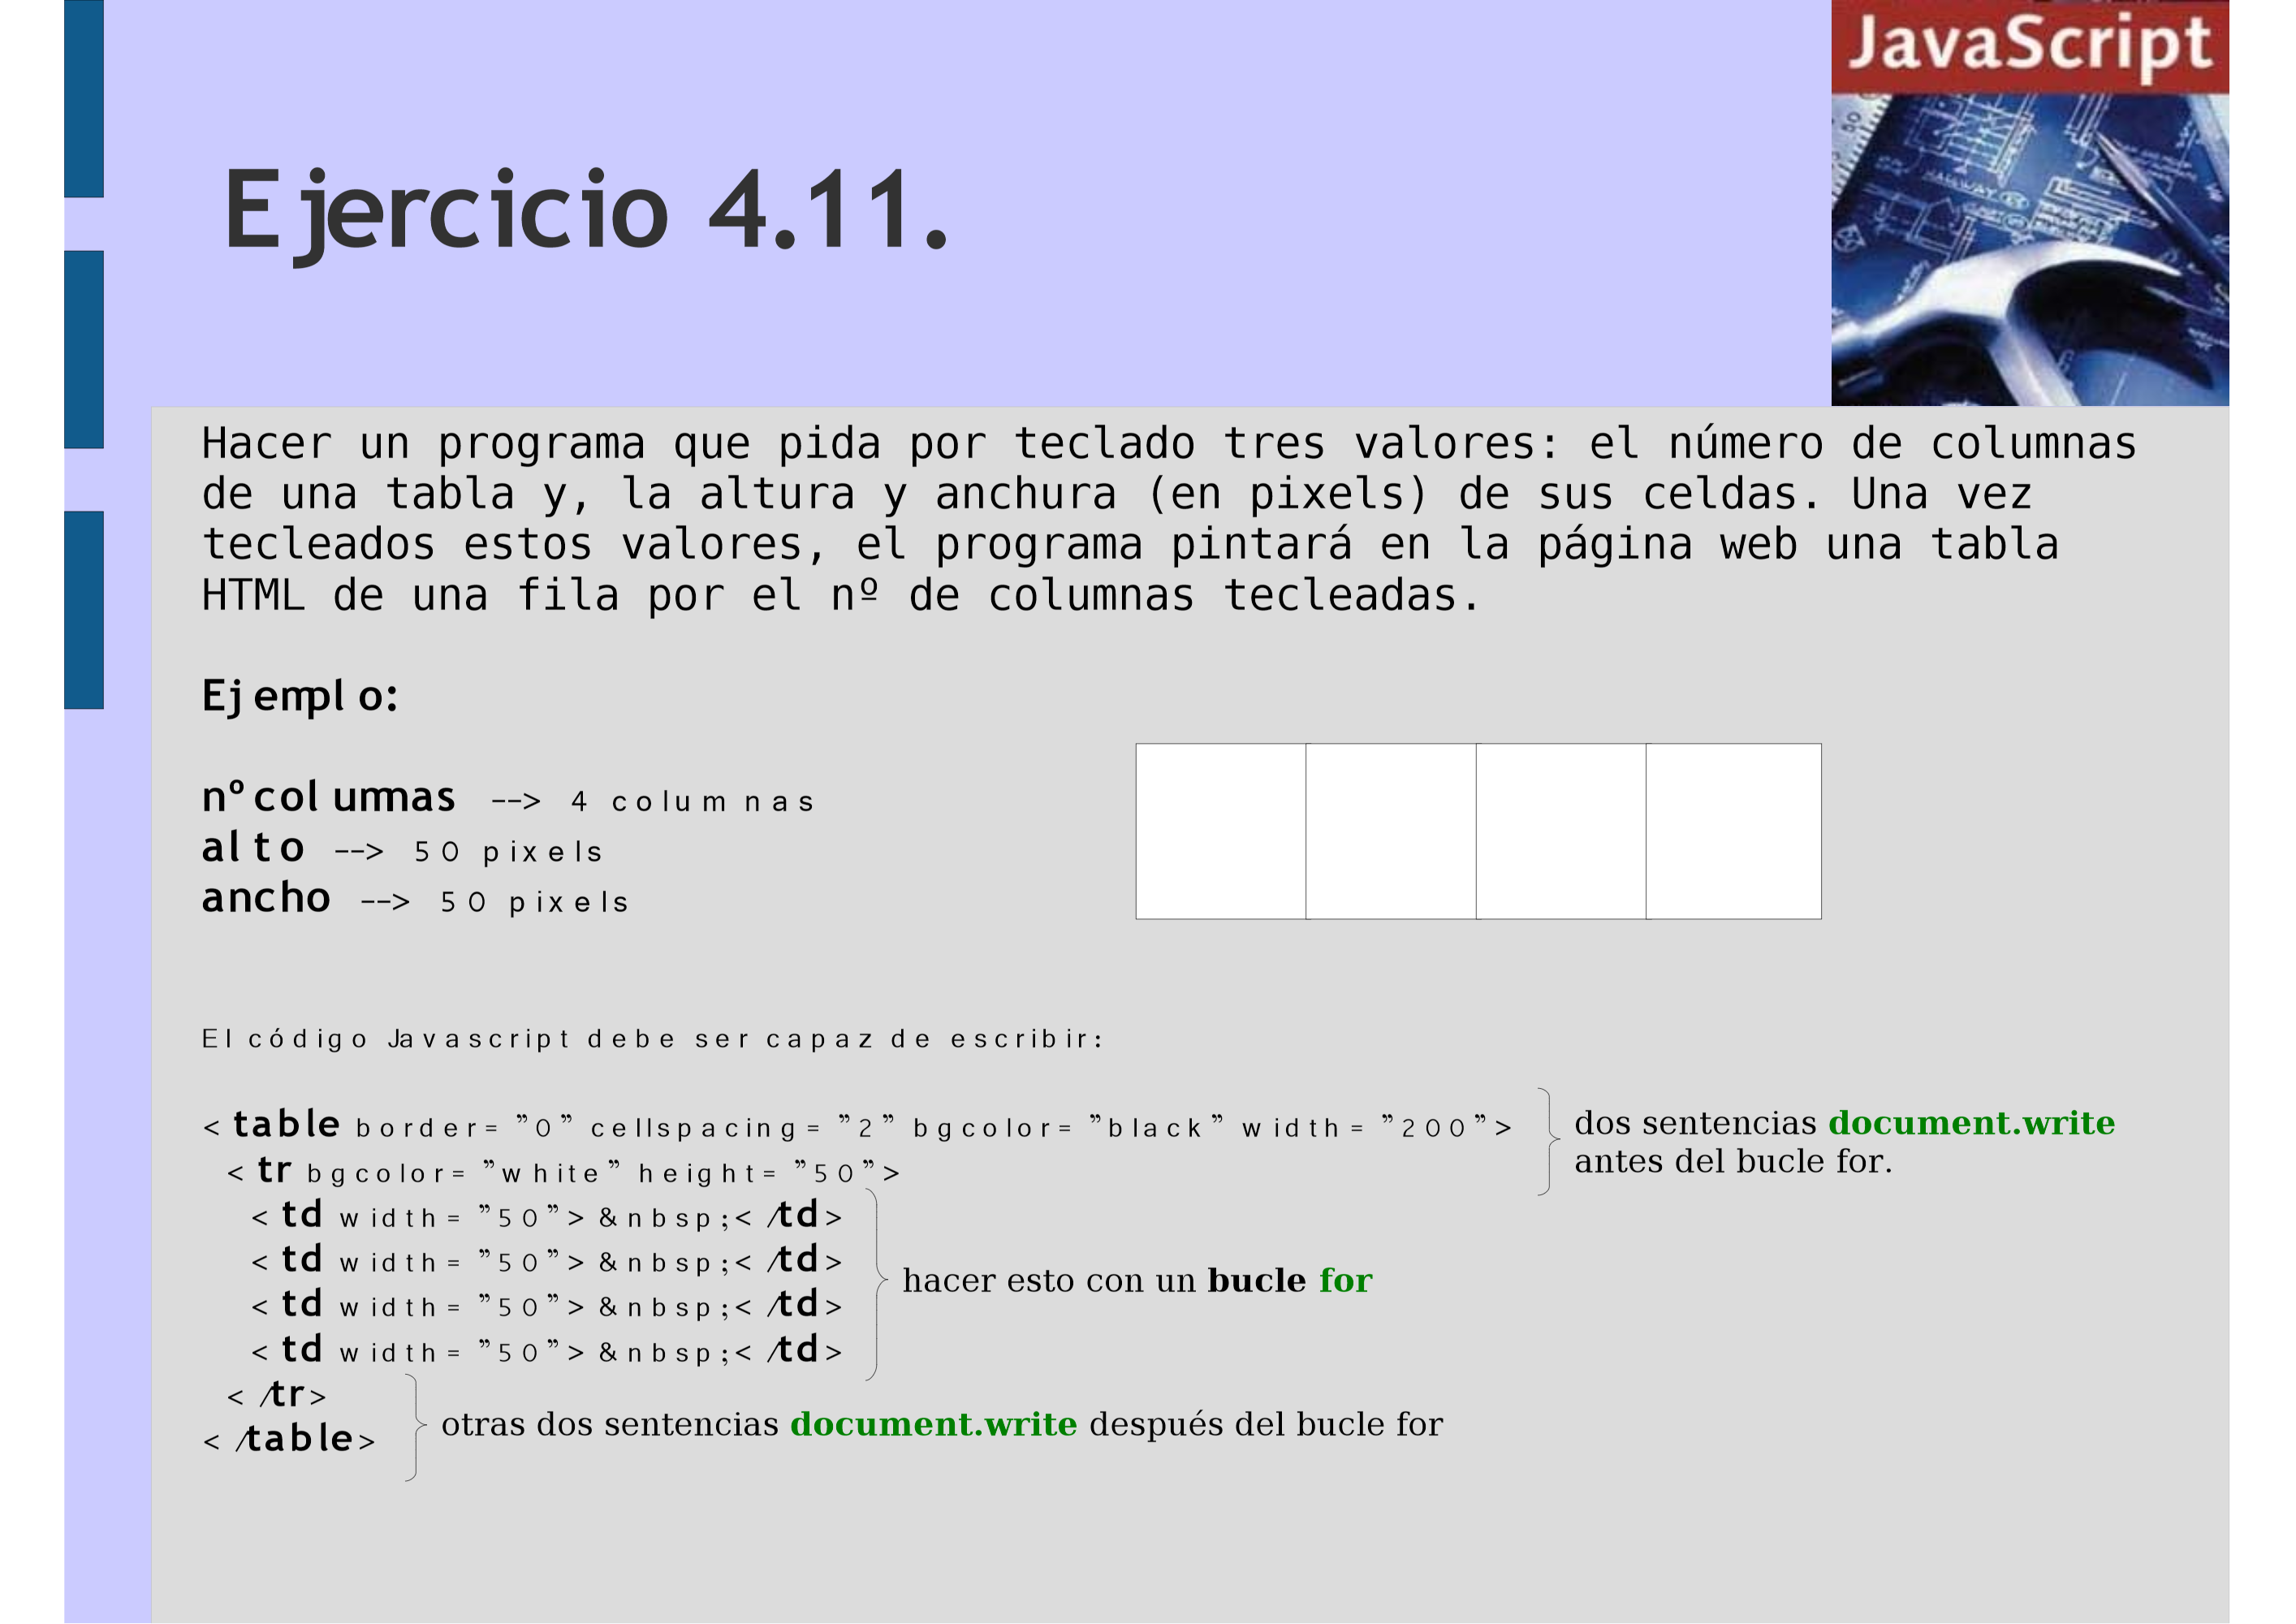 JavaScript
Ejercicio 4.11.
Hacer un programa que pida por teclado tres valores: el número de columnas
de una tabla y, la altura y anchura (en pixels) de sus celdas. Una vez
tecleados estos valores, el programa pintará en la página web una tabla
HTML de una fila por el nº de columnas tecleadas.
Ejemplo:
nº columnas --> 4 columnas
alto --> 50 pixels
ancho --> 50 pixels
El código Javascript debe ser capaz de escribir:
<table border=”0” cellspacing=”2” bgcolor=”black” width=”200”>
dos sentencias document.write
antes del bucle for.
<tr bgcolor=”white” height=”50”>
<td width=”50”>&nbsp;</td>
<td width=”50”>&nbsp;</td>
<td width=”50”>&nbsp;</td>
<td width=”50”>&nbsp;</td>
hacer esto con un bucle for
</tr>
</table>
otras dos sentencias document.write después del bucle for